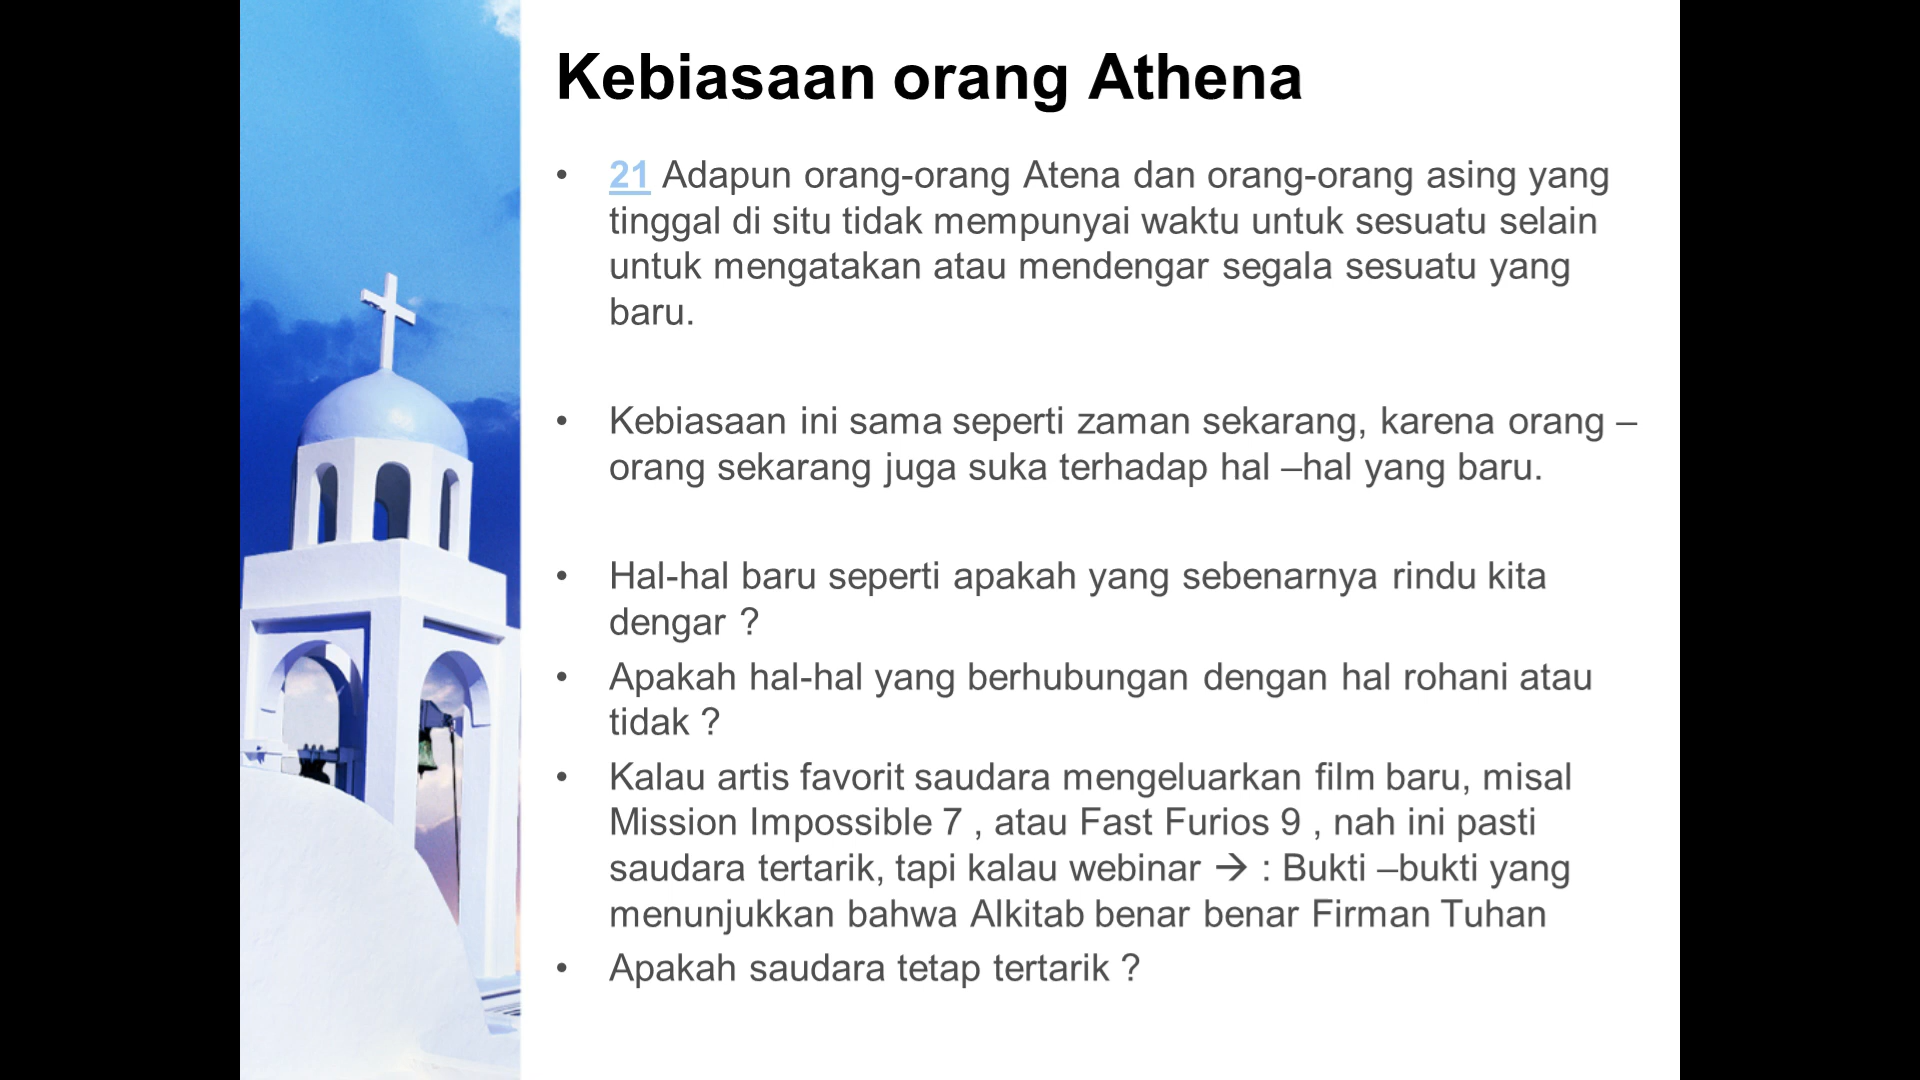 Kebiasaan orang Athena
• 21 Adapun orang-orang Atena dan orang-orang asing yang
tinggal di situ tidak mempunyai waktu untuk sesuatu selain
untuk mengatakan atau mendengar segala sesuatu yang
baru.
• Kebiasaan ini sama seperti zaman sekarang, karena orang –
orang sekarang juga suka terhadap hal –hal yang baru.
• Hal-hal baru seperti apakah yang sebenarnya rindu kita
dengar ?
• Apakah hal-hal yang berhubungan dengan hal rohani atau
tidak ?
• Kalau artis favorit saudara mengeluarkan film baru, misal
Mission Impossible 7 , atau Fast Furios 9 , nah ini pasti
saudara tertarik, tapi kalau webinar → : Bukti –bukti yang
menunjukkan bahwa Alkitab benar benar Firman Tuhan
• Apakah saudara tetap tertarik ?